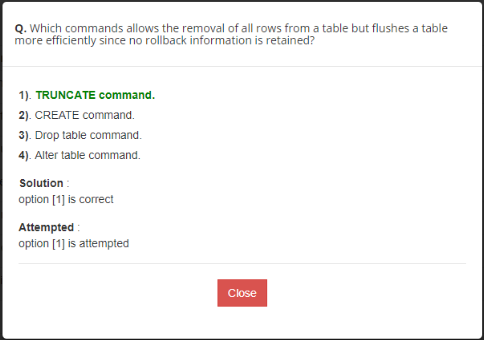 Q. Which commands allows the removal of all rows from a table but flushes a table
more efficiently since no rollback information is retained?
1). TRUNCATE command.
2). CREATE command.
3). Drop table command.
4). Alter table command.
Solution :
option [1] is correct
Attempted :
option [1] is attempted
Close